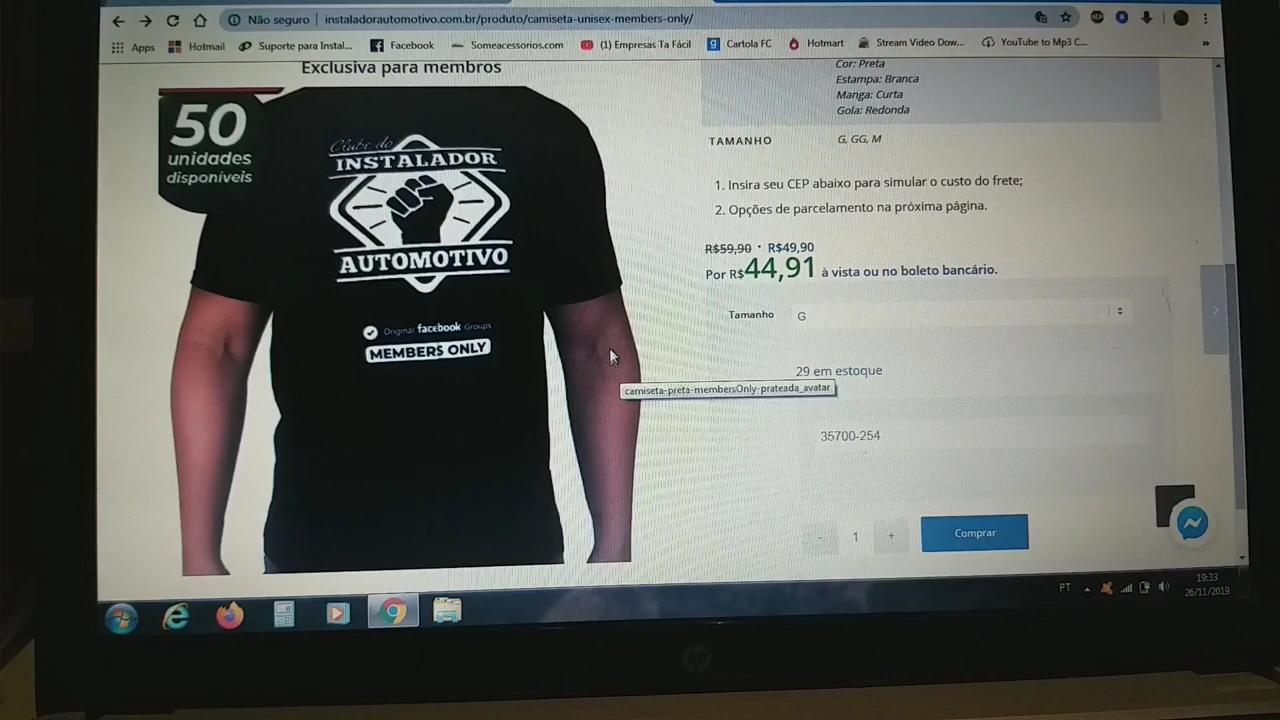 Não seguro | instaladorautomotivo.com.br/produto/camiseta-unisex-members-only/
Apps Hotmail Suporte para Instal... Facebook Someacessorios.com (1) Empresas Ta Fácil Cartola FC Hotmart Stream Video Dow... YouTube to Mp3 C... »
Exclusiva para membros
50
unidades
disponíveis
Clube do
INSTALADOR
AUTOMOTIVO
Original facebook Groups
MEMBERS ONLY
camiseta-preta-membersOnly-prateada_avatar
Cor: Preta
Estampa: Branca
Manga: Curta
Gola: Redonda
TAMANHO G, GG, M
1. Insira seu CEP abaixo para simular o custo do frete;
2. Opções de parcelamento na próxima página.
R$59,90 · R$49,90
Por R$44,91 à vista ou no boleto bancário.
Tamanho G
29 em estoque
35700-254
- 1 + Comprar
PT
19:33
26/11/2019
hp